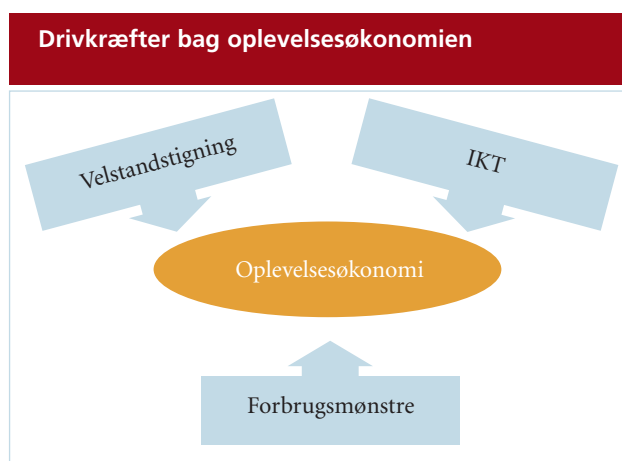 Drivkræfter bag oplevelsesøkonomien
Velstandstigning
IKT
Oplevelsesøkonomi
Forbrugsmønstre